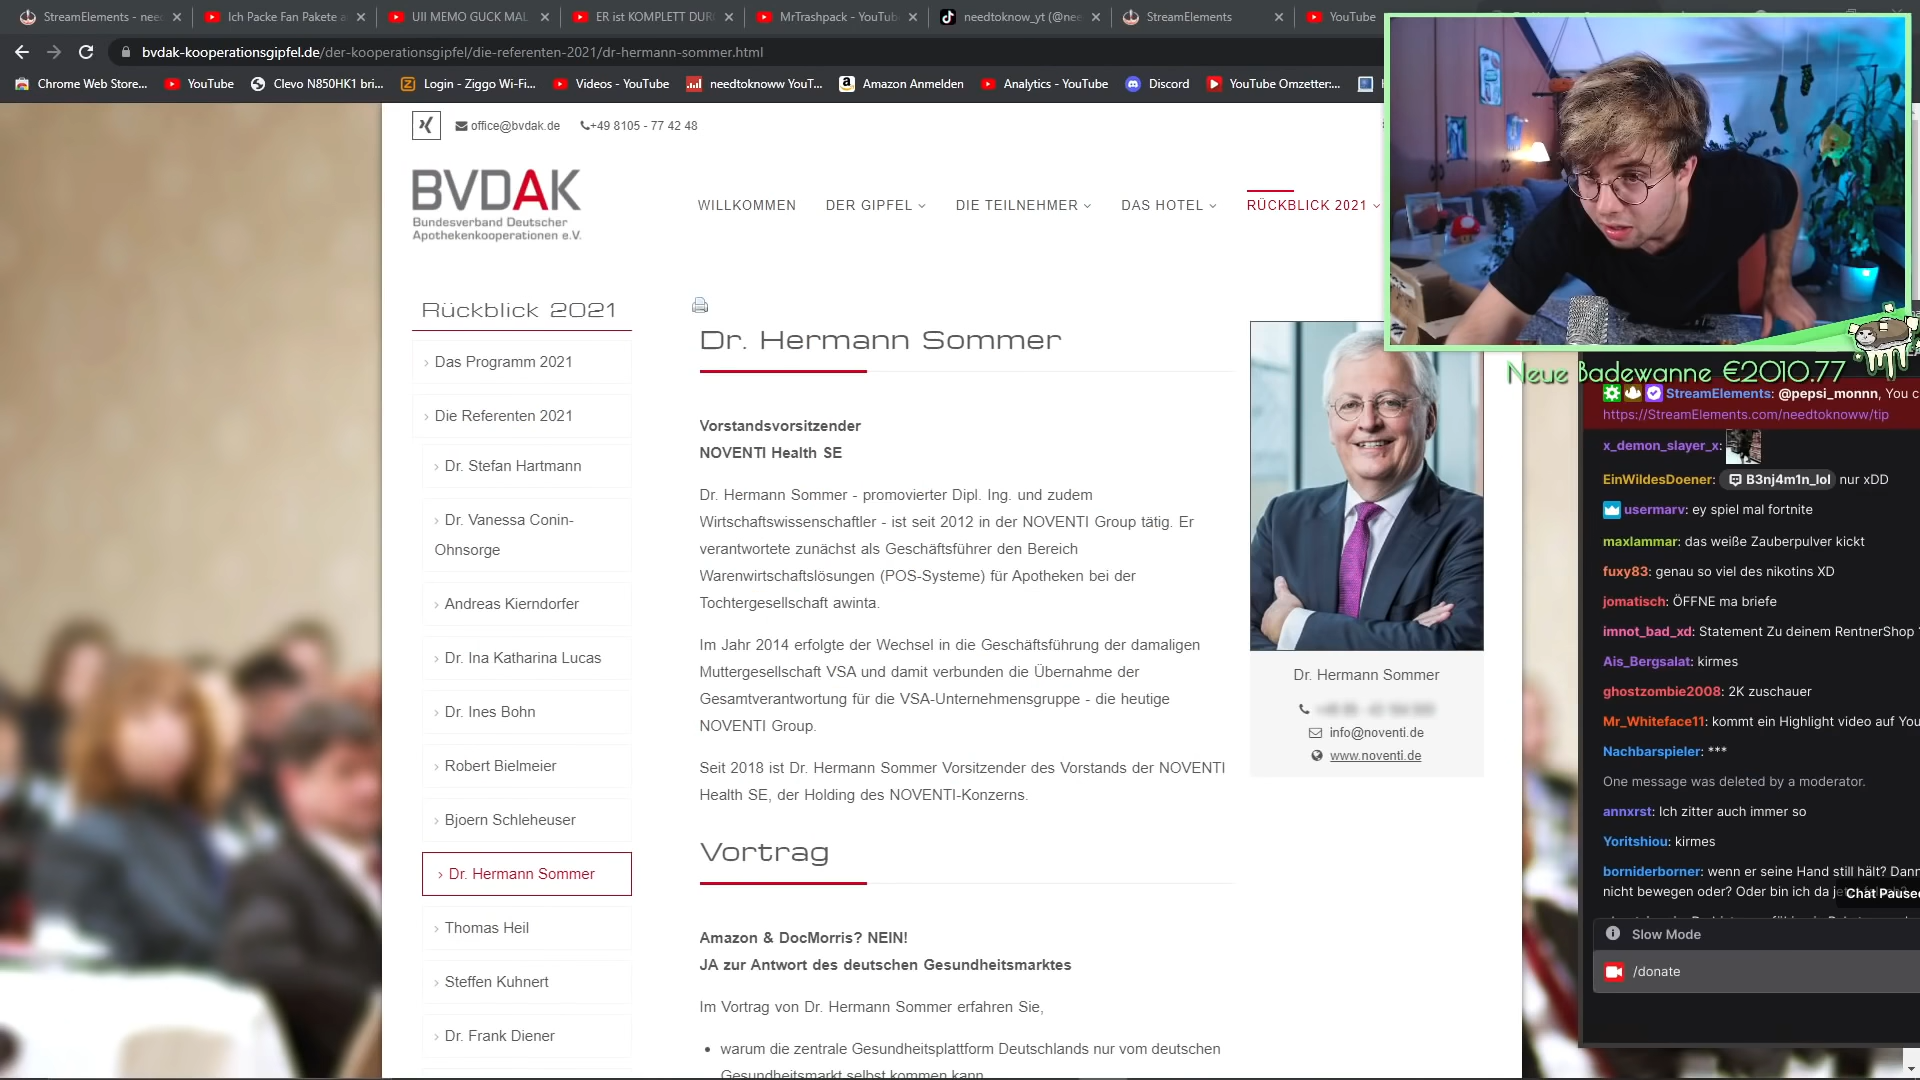 StreamElements - need
Ich Packe Fan Pakete a
UII MEMO GUCK MAL
ER ist KOMPLETT DUR
MrTrashpack - YouTub
needtoknow_yt (@nee
StreamElements
YouTube
bvdak-kooperationsgipfel.de/der-kooperationsgipfel/die-referenten-2021/dr-hermann-sommer.html
Chrome Web Store...
YouTube
Clevo N850HK1 bri...
Login - Ziggo Wi-Fi...
Videos - YouTube
needtoknoww YouT...
Amazon Anmelden
Analytics - YouTube
Discord
YouTube Omzetter:...
office@bvdak.de
+49 8105 - 77 42 48
BVDAK
Bundesverband Deutscher
Apothekenkooperationen e.V.
WILLKOMMEN
DER GIPFEL
DIE TEILNEHMER
DAS HOTEL
RÜCKBLICK 2021
Rückblick 2021
Das Programm 2021
Die Referenten 2021
Dr. Stefan Hartmann
Dr. Vanessa Conin-
Ohnsorge
Andreas Kierndorfer
Dr. Ina Katharina Lucas
Dr. Ines Bohn
Robert Bielmeier
Bjoern Schleheuser
Dr. Hermann Sommer
Thomas Heil
Steffen Kuhnert
Dr. Frank Diener
Dr. Hermann Sommer
Vorstandsvorsitzender
NOVENTI Health SE
Dr. Hermann Sommer - promovierter Dipl. Ing. und zudem
Wirtschaftswissenschaftler - ist seit 2012 in der NOVENTI Group tätig. Er
verantwortete zunächst als Geschäftsführer den Bereich
Warenwirtschaftslösungen (POS-Systeme) für Apotheken bei der
Tochtergesellschaft awinta.
Im Jahr 2014 erfolgte der Wechsel in die Geschäftsführung der damaligen
Muttergesellschaft VSA und damit verbunden die Übernahme der
Gesamtverantwortung für die VSA-Unternehmensgruppe - die heutige
NOVENTI Group.
Seit 2018 ist Dr. Hermann Sommer Vorsitzender des Vorstands der NOVENTI
Health SE, der Holding des NOVENTI-Konzerns.
Vortrag
Amazon & DocMorris? NEIN!
JA zur Antwort des deutschen Gesundheitsmarktes
Im Vortrag von Dr. Hermann Sommer erfahren Sie,
• warum die zentrale Gesundheitsplattform Deutschlands nur vom deutschen
Gesundheitsmarkt selbst kommen kann
Dr. Hermann Sommer
info@noventi.de
www.noventi.de
Neue Badewanne €2010.77
StreamElements: @pepsi_monnn, You c
https://StreamElements.com/needtoknoww/tip
x_demon_slayer_x:
EinWildesDoener: B3nj4m1n_lol nur xDD
usermarv: ey spiel mal fortnite
maxlammar: das weiße Zauberpulver kickt
fuxy83: genau so viel des nikotins XD
jomatisch: ÖFFNE ma briefe
imnot_bad_xd: Statement Zu deinem RentnerShop
Ais_Bergsalat: kirmes
ghostzombie2008: 2K zuschauer
Mr_Whiteface11: kommt ein Highlight video auf You
Nachbarspieler: ***
One message was deleted by a moderator.
annxrst: Ich zitter auch immer so
Yoritshiou: kirmes
borniderborner: wenn er seine Hand still hält? Dann
nicht bewegen oder? Oder bin ich da
Chat Paused
Slow Mode
/donate